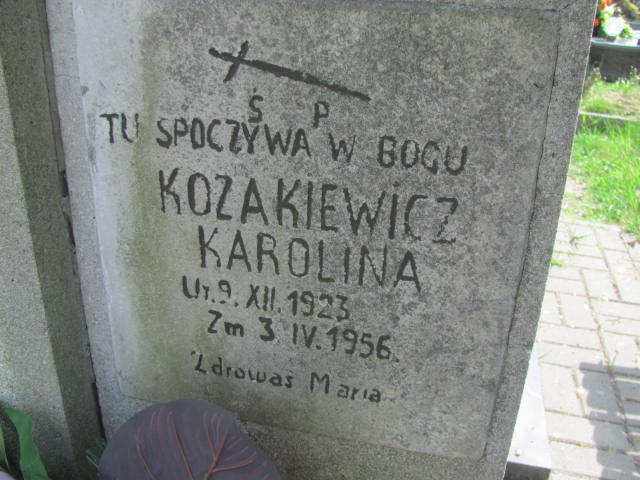 Ś P
TU SPOCZYWA W BOGU
KOZAKIEWICZ
KAROLINA
Ur. 9. XII. 1923
Zm 3. IV. 1956.
Zdrowaś Maria